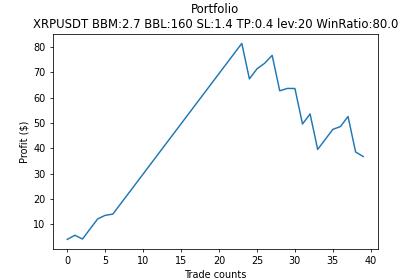 Portfolio
XRPUSDT BBM:2.7 BBL:160 SL:1.4 TP:0.4 lev:20 WinRatio:80.0
80
70
60
50
40
30
20
10
Profit ($)
0 5 10 15 20 25 30 35 40
Trade counts